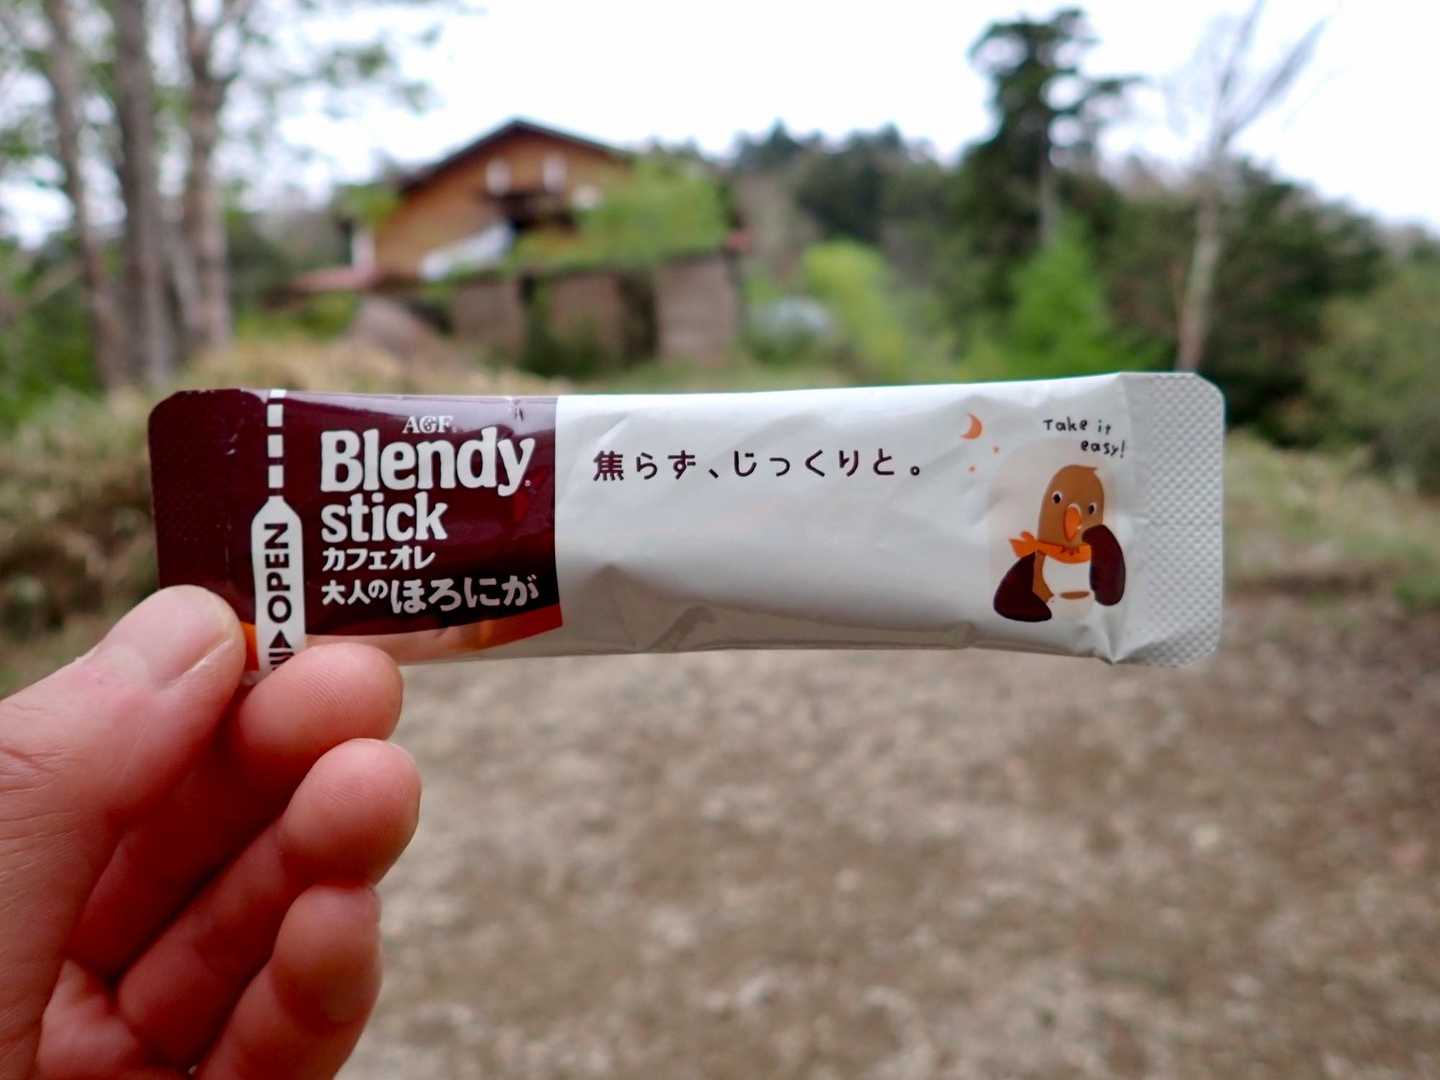 AGF
Blendy
stick
カフェオレ
大人のほろにが
OPEN
焦らず、じっくりと。
Take it
easy!